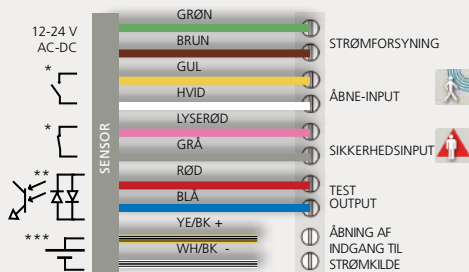 12-24 V
AC-DC
*
*
**
***
SENSOR
GRØN
BRUN
GUL
HVID
LYSERØD
GRÅ
RØD
BLÅ
YE/BK +
WH/BK -
STRØMFORSYNING
ÅBNE-INPUT
SIKKERHEDSINPUT
TEST
OUTPUT
ÅBNING AF
INDGANG TIL
STRØMKILDE